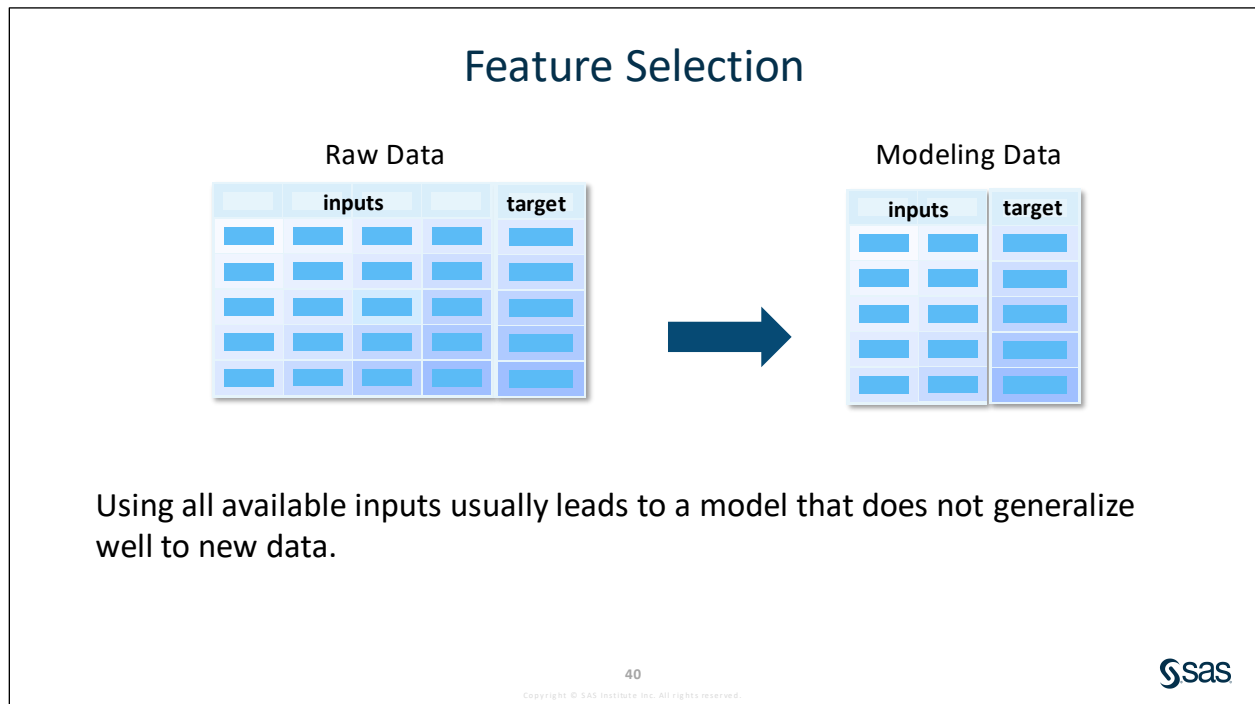 Feature Selection
Raw Data
Modeling Data
inputs
target
inputs
target
Using all available inputs usually leads to a model that does not generalize
well to new data.
40
Copyright © SAS Institute Inc. All rights reserved.
sas